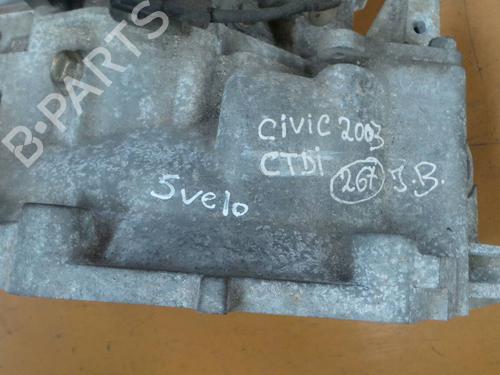 B-PARTS
CiViC 2003
CTDi 267 J.B.
5velo